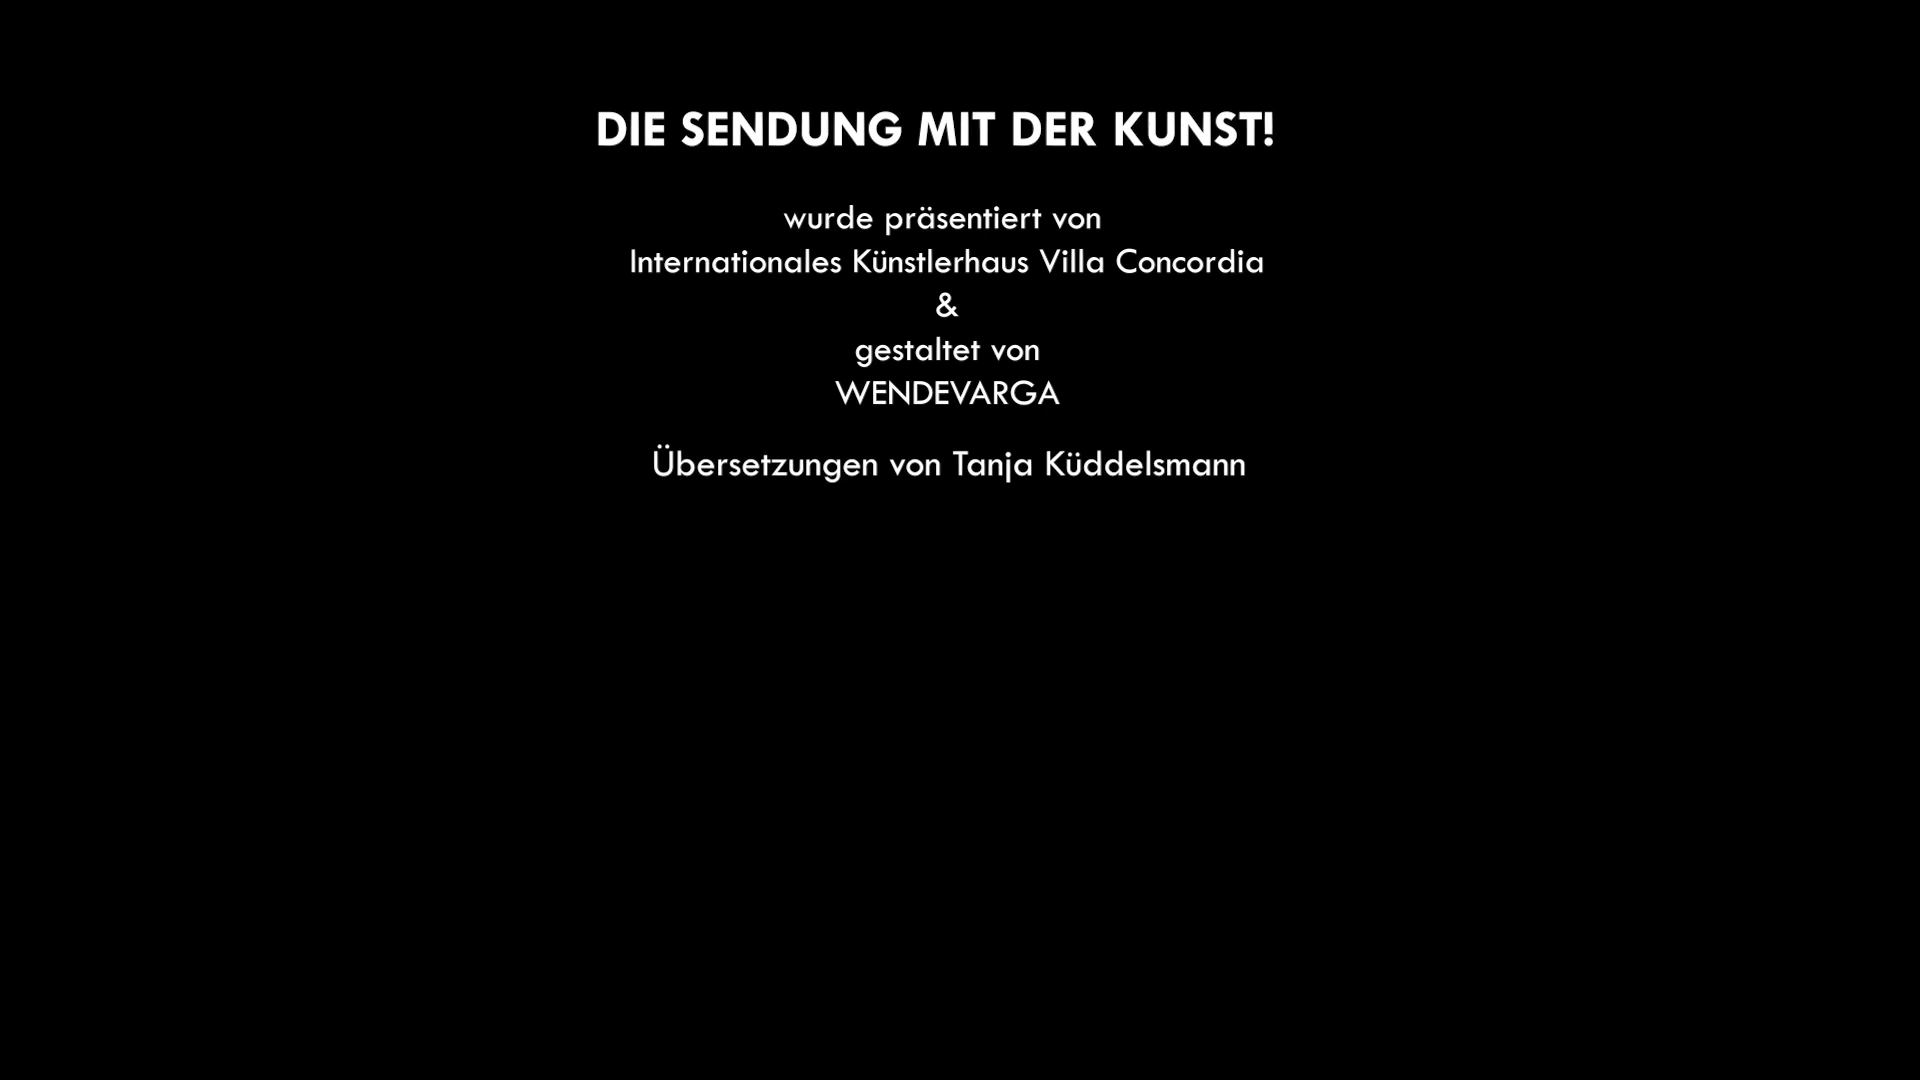 DIE SENDUNG MIT DER KUNST!
wurde präsentiert von
Internationales Künstlerhaus Villa Concordia
&
gestaltet von
WENDEVARGA
Übersetzungen von Tanja Küddelsmann